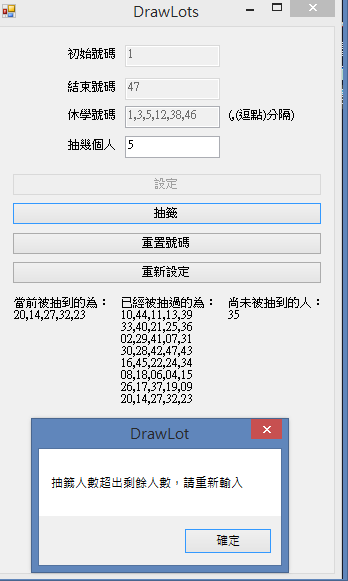 DrawLots
初始號碼 1
結束號碼 47
休學號碼 1,3,5,12,38,46 (,(逗點)分隔)
抽幾個人 5
設定
抽籤
重置號碼
重新設定
當前被抽到的為： 已經被抽過的為： 尚未被抽到的人：
20,14,27,32,23 10,44,11,13,39 35
33,40,21,25,36
02,29,41,07,31
30,28,42,47,43
16,45,22,24,34
08,18,06,04,15
26,17,37,19,09
20,14,27,32,23
DrawLot
抽籤人數超出剩餘人數，請重新輸入
確定